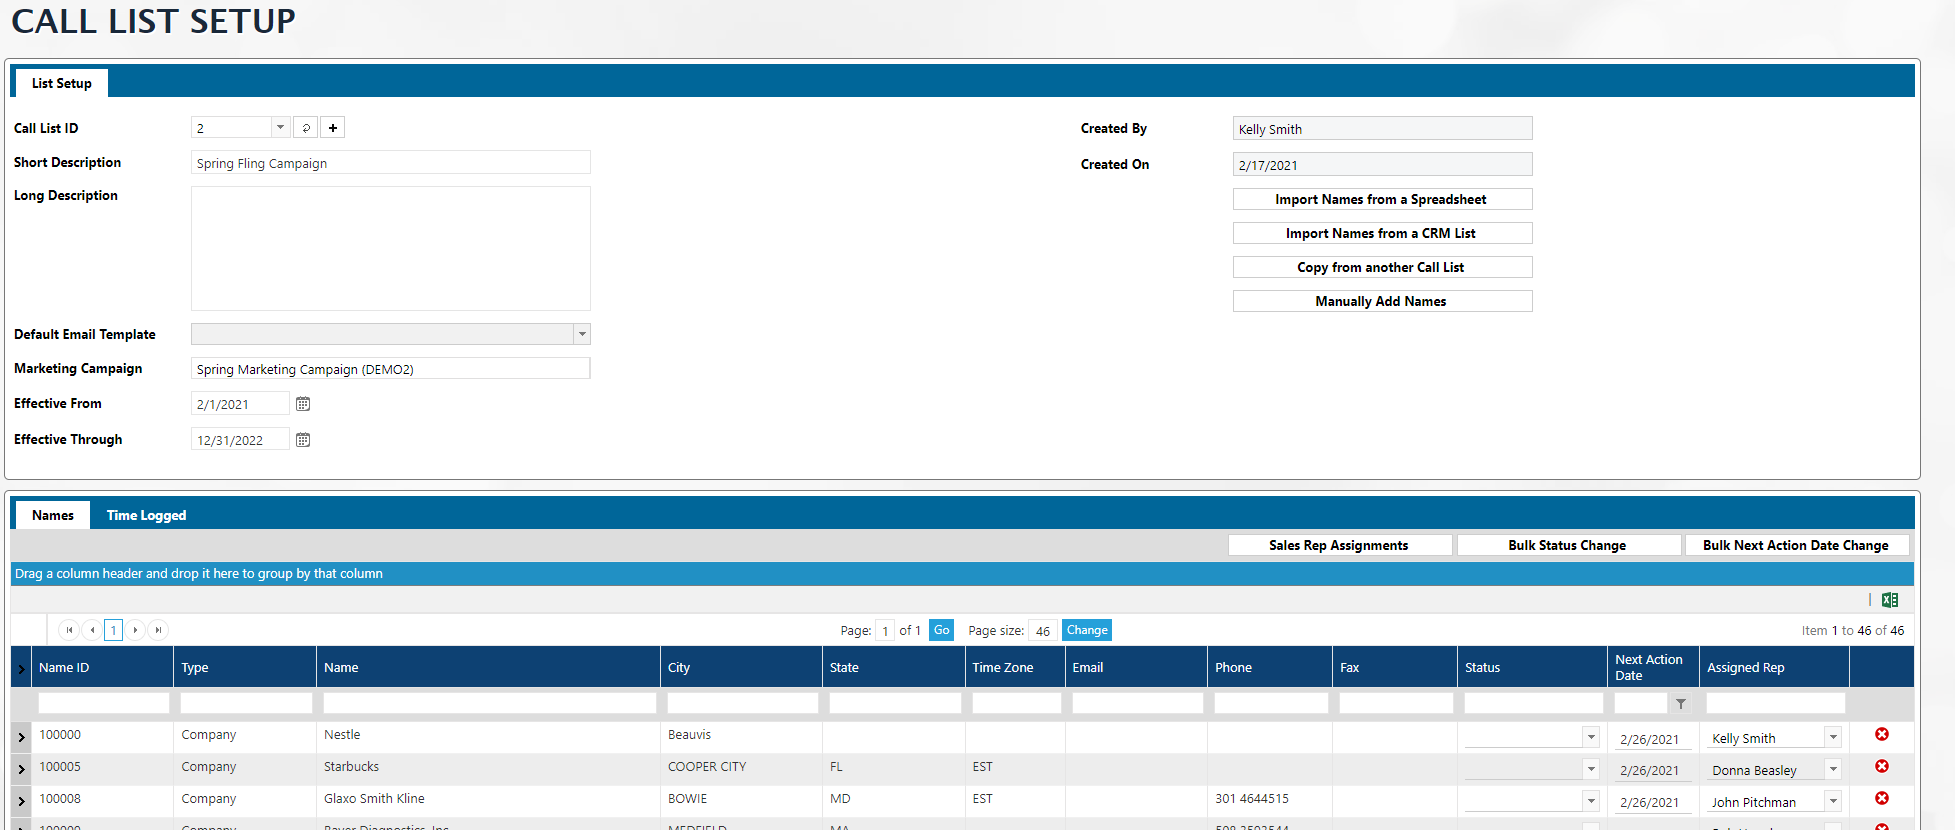 CALL LIST SETUP
List Setup
Call List ID 2
Short Description Spring Fling Campaign
Long Description
Default Email Template
Marketing Campaign Spring Marketing Campaign (DEMO2)
Effective From 2/1/2021
Effective Through 12/31/2022
Created By Kelly Smith
Created On 2/17/2021
Import Names from a Spreadsheet
Import Names from a CRM List
Copy from another Call List
Manually Add Names
Names Time Logged
Sales Rep Assignments Bulk Status Change Bulk Next Action Date Change
Drag a column header and drop it here to group by that column
1 Page: 1 of 1 Go Page size: 46 Change Item 1 to 46 of 46
Name ID Type Name City State Time Zone Email Phone Fax Status Next Action Date Assigned Rep
100000 Company Nestle Beauvis 2/26/2021 Kelly Smith
100005 Company Starbucks COOPER CITY FL EST 2/26/2021 Donna Beasley
100008 Company Glaxo Smith Kline BOWIE MD EST 301 4644515 2/26/2021 John Pitchman
Company Bayer Diagnostics, Inc MEDFIELD MA